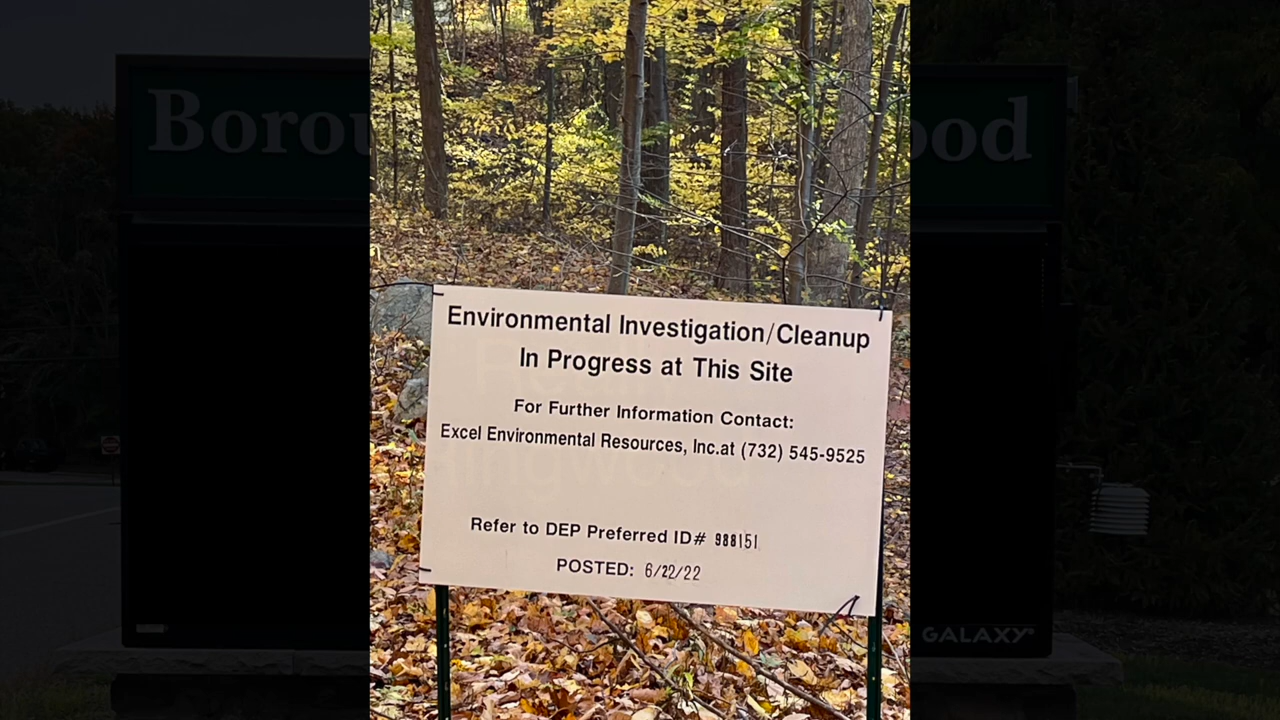 Borou
ood
Environmental Investigation/Cleanup
In Progress at This Site
For Further Information Contact:
Excel Environmental Resources, Inc.at (732) 545-9525
Refer to DEP Preferred ID# 988151
POSTED: 6/22/22
GALAXY